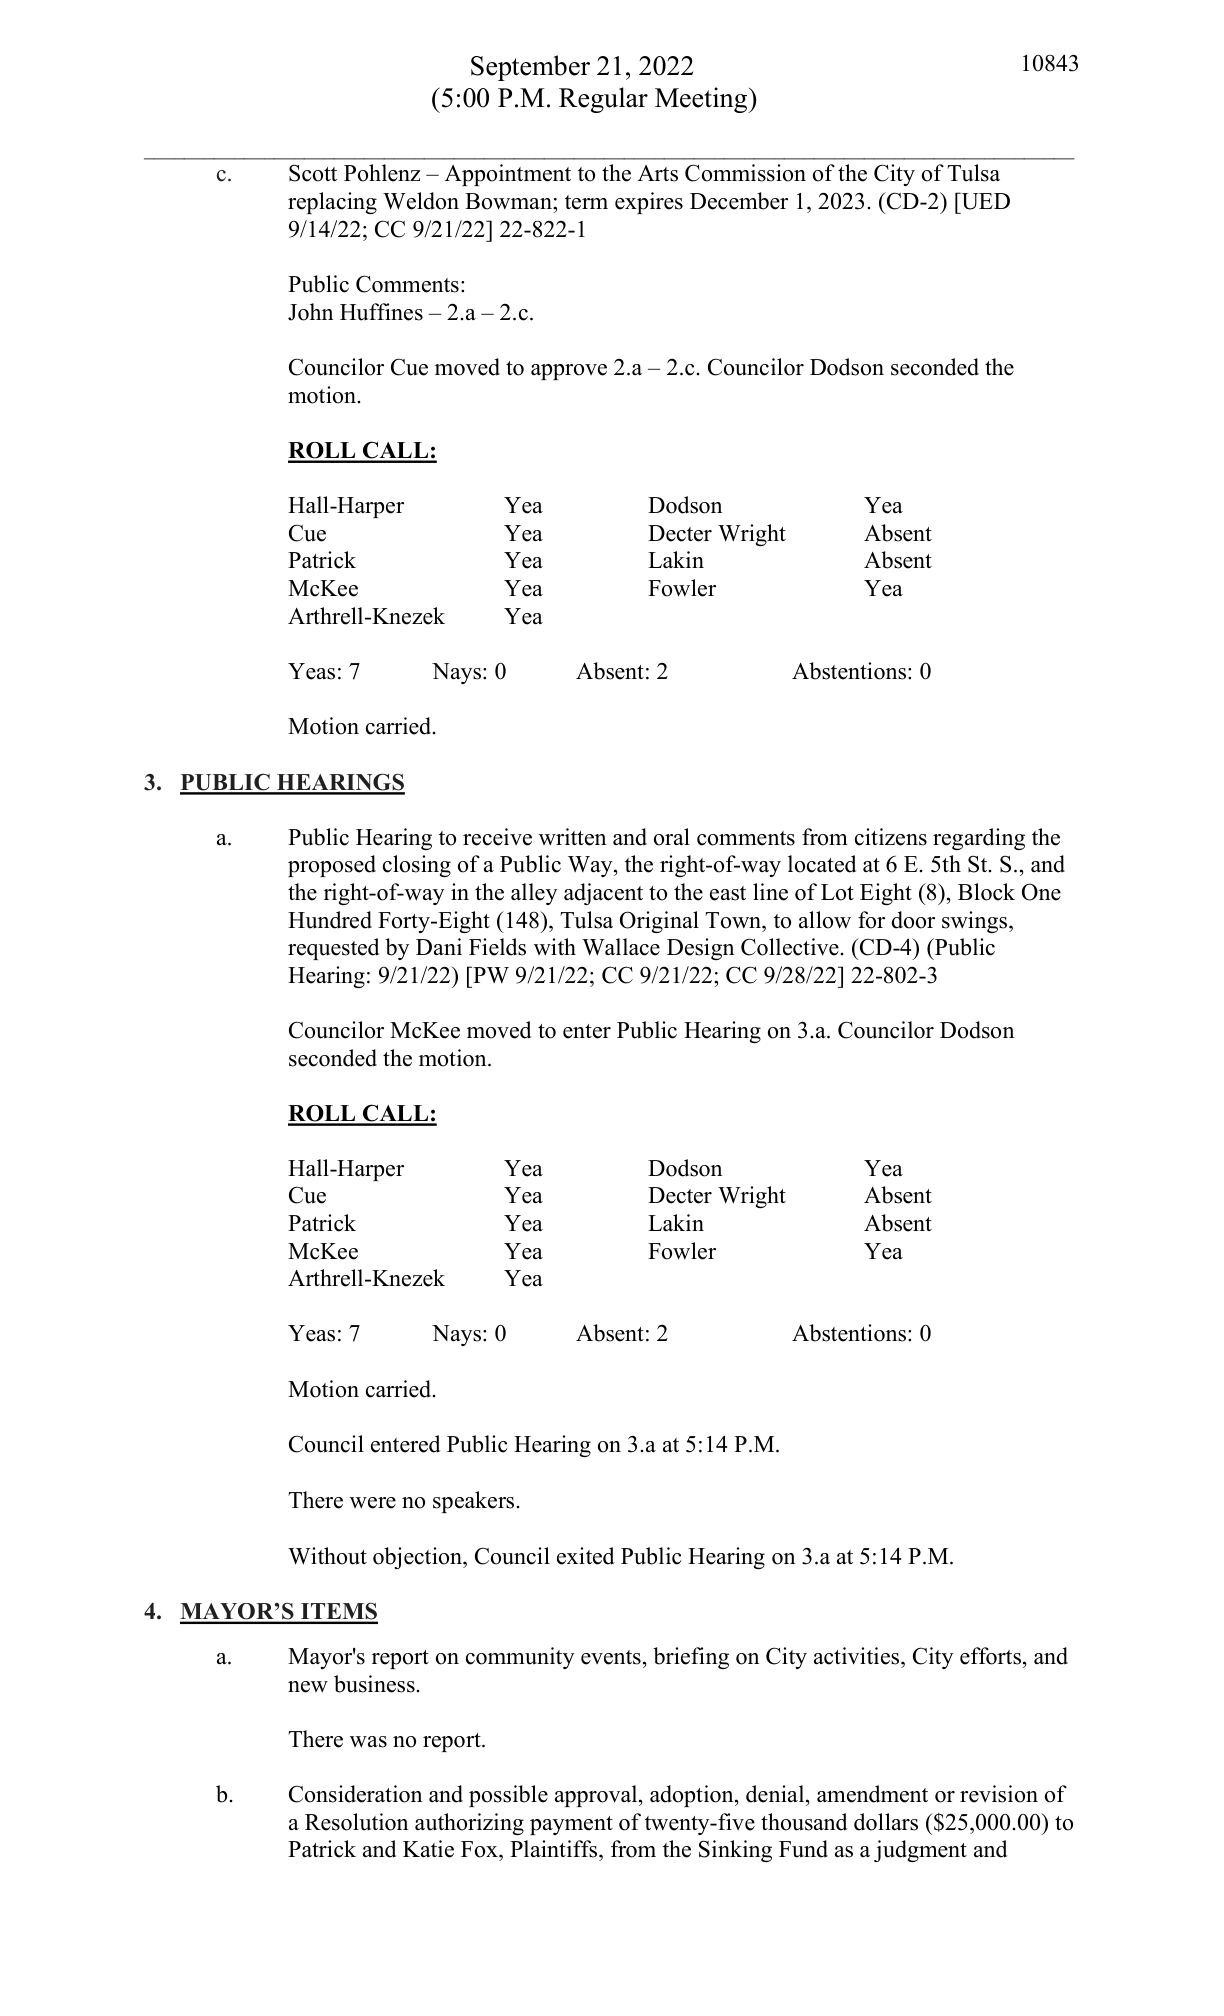 September 21, 2022
10843
(5:00 P.M. Regular Meeting)
c. Scott Pohlenz – Appointment to the Arts Commission of the City of Tulsa
replacing Weldon Bowman; term expires December 1, 2023. (CD-2) [UED
9/14/22; CC 9/21/22] 22-822-1
Public Comments:
John Huffines – 2.a – 2.c.
Councilor Cue moved to approve 2.a – 2.c. Councilor Dodson seconded the
motion.
ROLL CALL:
Hall-Harper Yea Dodson Yea
Cue Yea Decter Wright Absent
Patrick Yea Lakin Absent
McKee Yea Fowler Yea
Arthrell-Knezek Yea
Yeas: 7 Nays: 0 Absent: 2 Abstentions: 0
Motion carried.
3. PUBLIC HEARINGS
a. Public Hearing to receive written and oral comments from citizens regarding the
proposed closing of a Public Way, the right-of-way located at 6 E. 5th St. S., and
the right-of-way in the alley adjacent to the east line of Lot Eight (8), Block One
Hundred Forty-Eight (148), Tulsa Original Town, to allow for door swings,
requested by Dani Fields with Wallace Design Collective. (CD-4) (Public
Hearing: 9/21/22) [PW 9/21/22; CC 9/21/22; CC 9/28/22] 22-802-3
Councilor McKee moved to enter Public Hearing on 3.a. Councilor Dodson
seconded the motion.
ROLL CALL:
Hall-Harper Yea Dodson Yea
Cue Yea Decter Wright Absent
Patrick Yea Lakin Absent
McKee Yea Fowler Yea
Arthrell-Knezek Yea
Yeas: 7 Nays: 0 Absent: 2 Abstentions: 0
Motion carried.
Council entered Public Hearing on 3.a at 5:14 P.M.
There were no speakers.
Without objection, Council exited Public Hearing on 3.a at 5:14 P.M.
4. MAYOR’S ITEMS
a. Mayor's report on community events, briefing on City activities, City efforts, and
new business.
There was no report.
b. Consideration and possible approval, adoption, denial, amendment or revision of
a Resolution authorizing payment of twenty-five thousand dollars ($25,000.00) to
Patrick and Katie Fox, Plaintiffs, from the Sinking Fund as a judgment and